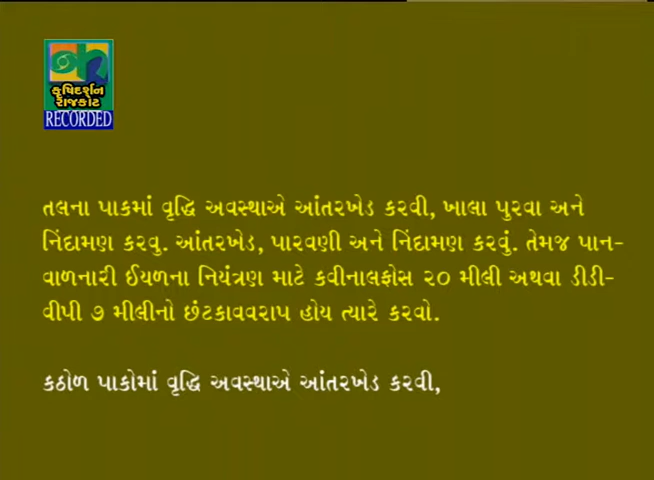 કૃષિદર્શન
રાજકોટ
RECORDED
તલના પાકમાં વૃદ્ધિ અવસ્થાએ આંતરખેડ કરવી, ખાલા પુરવા અને
નિંદામણ કરવુ. આંતરખેડ, પારવણી અને નિંદામણ કરવું. તેમજ પાન-
વાળનારી ઈયળના નિયંત્રણ માટે કવીનાલફોસ ૨૦ મીલી અથવા ડીડી-
વીપી ૭ મીલીનો છંટકાવવરાપ હોય ત્યારે કરવો.
કઠોળ પાકોમાં વૃદ્ધિ અવસ્થાએ આંતરખેડ કરવી,